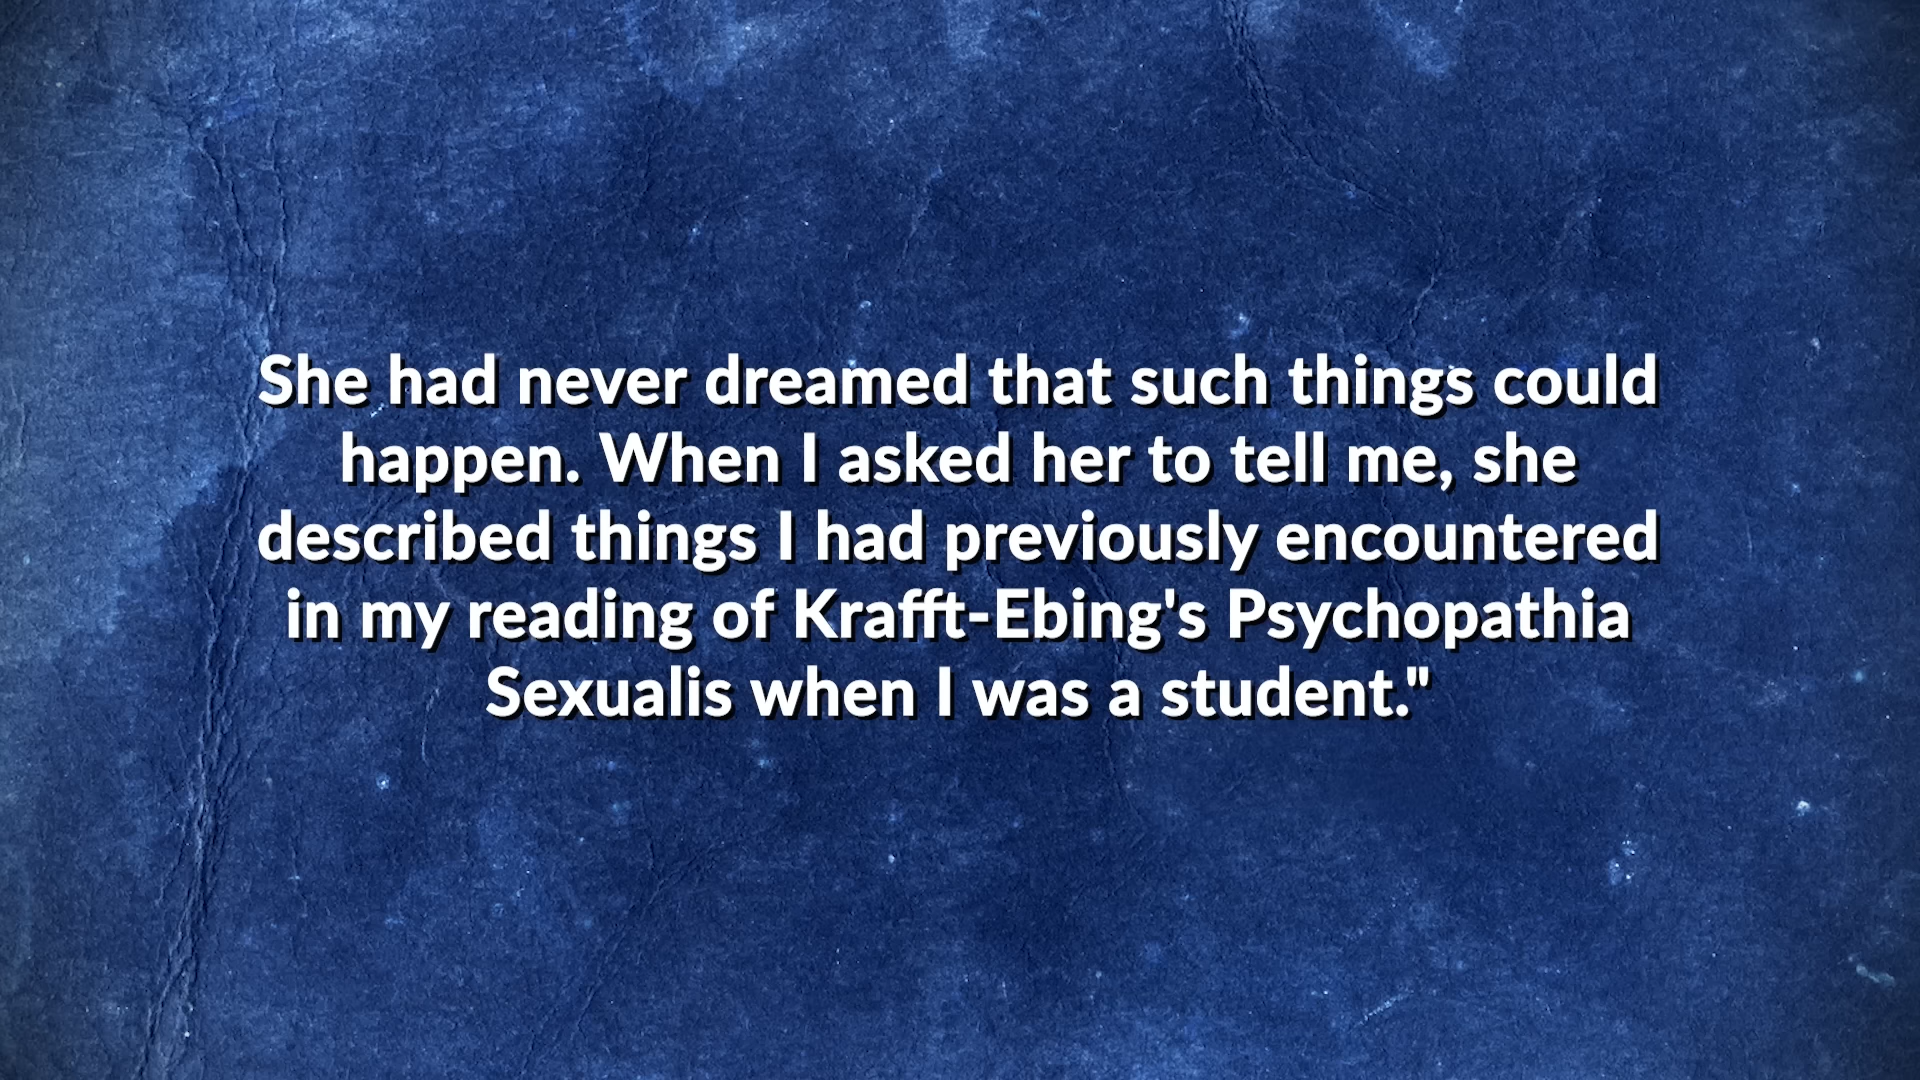 She had never dreamed that such things could
happen. When I asked her to tell me, she
described things I had previously encountered
in my reading of Krafft-Ebing's Psychopathia
Sexualis when I was a student."